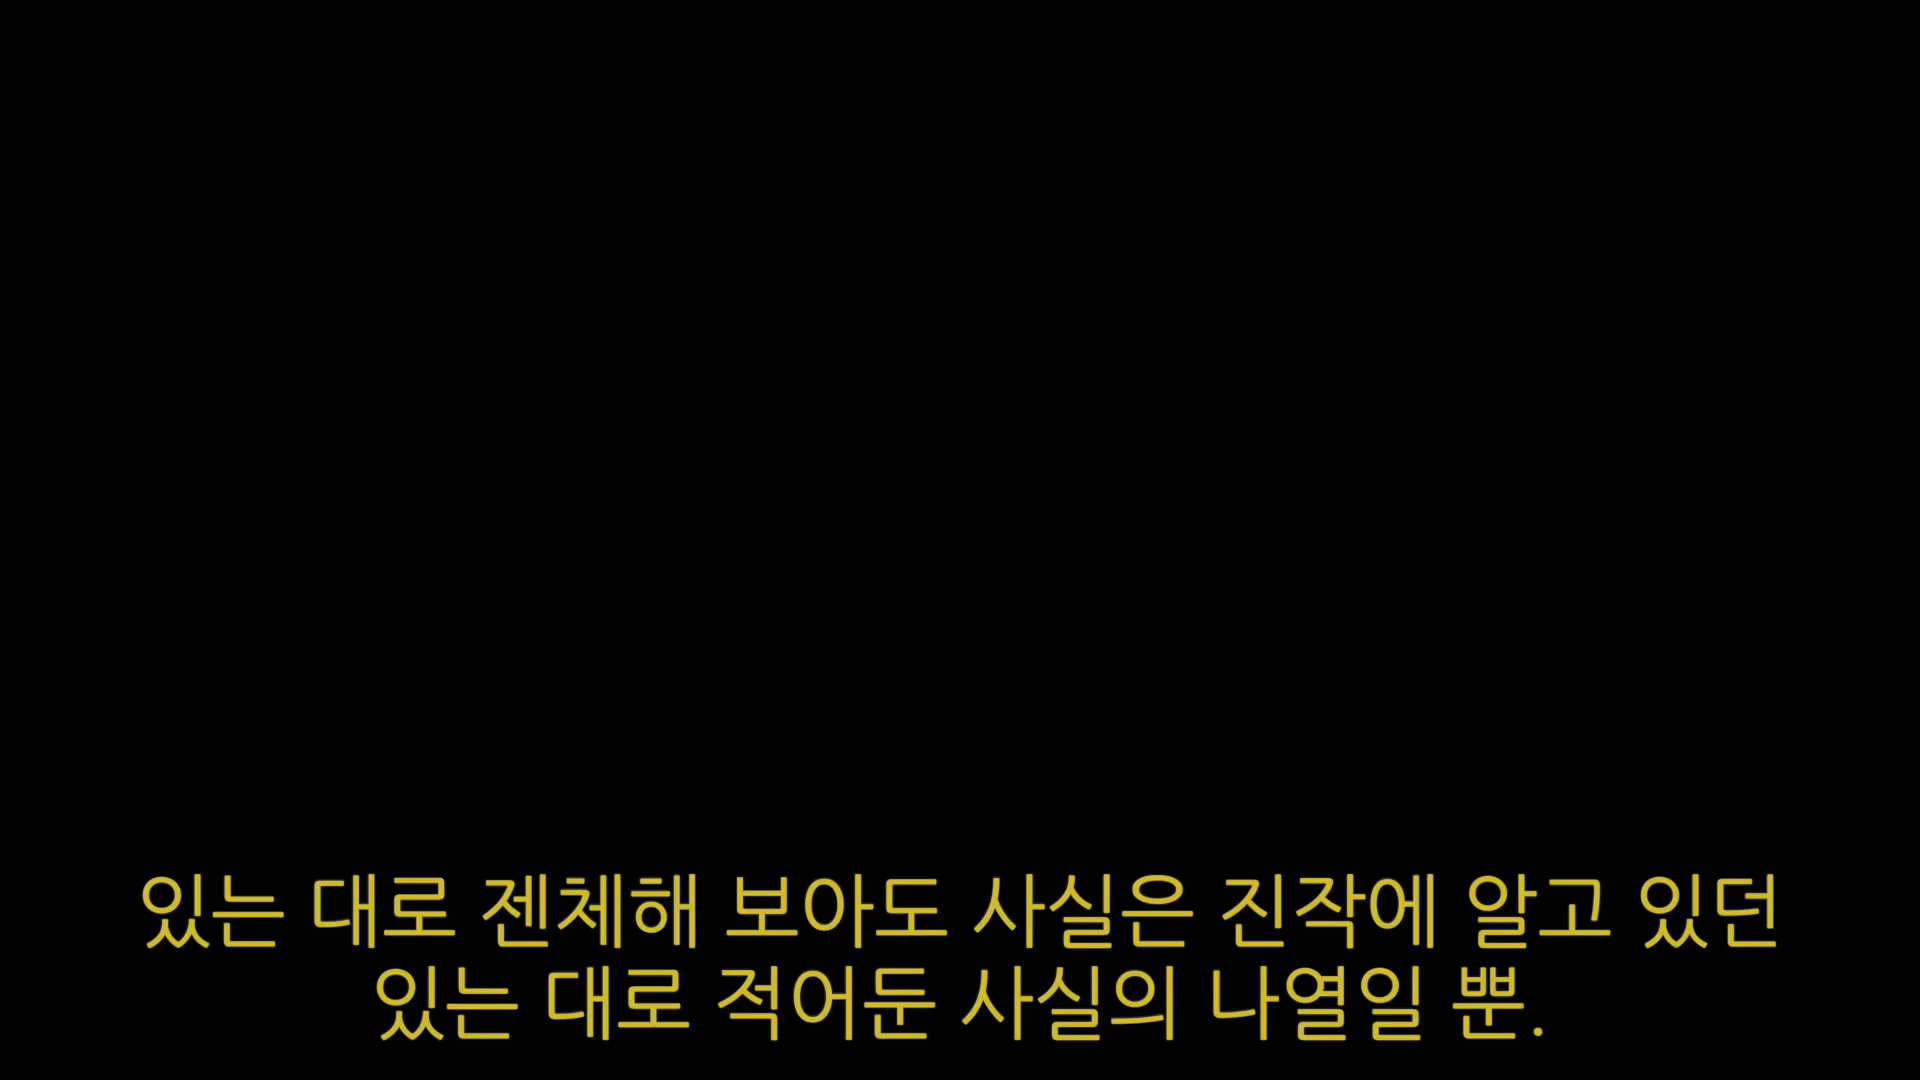 있는 대로 젠체해 보아도 사실은 진작에 알고 있던
있는 대로 적어둔 사실의 나열일 뿐.